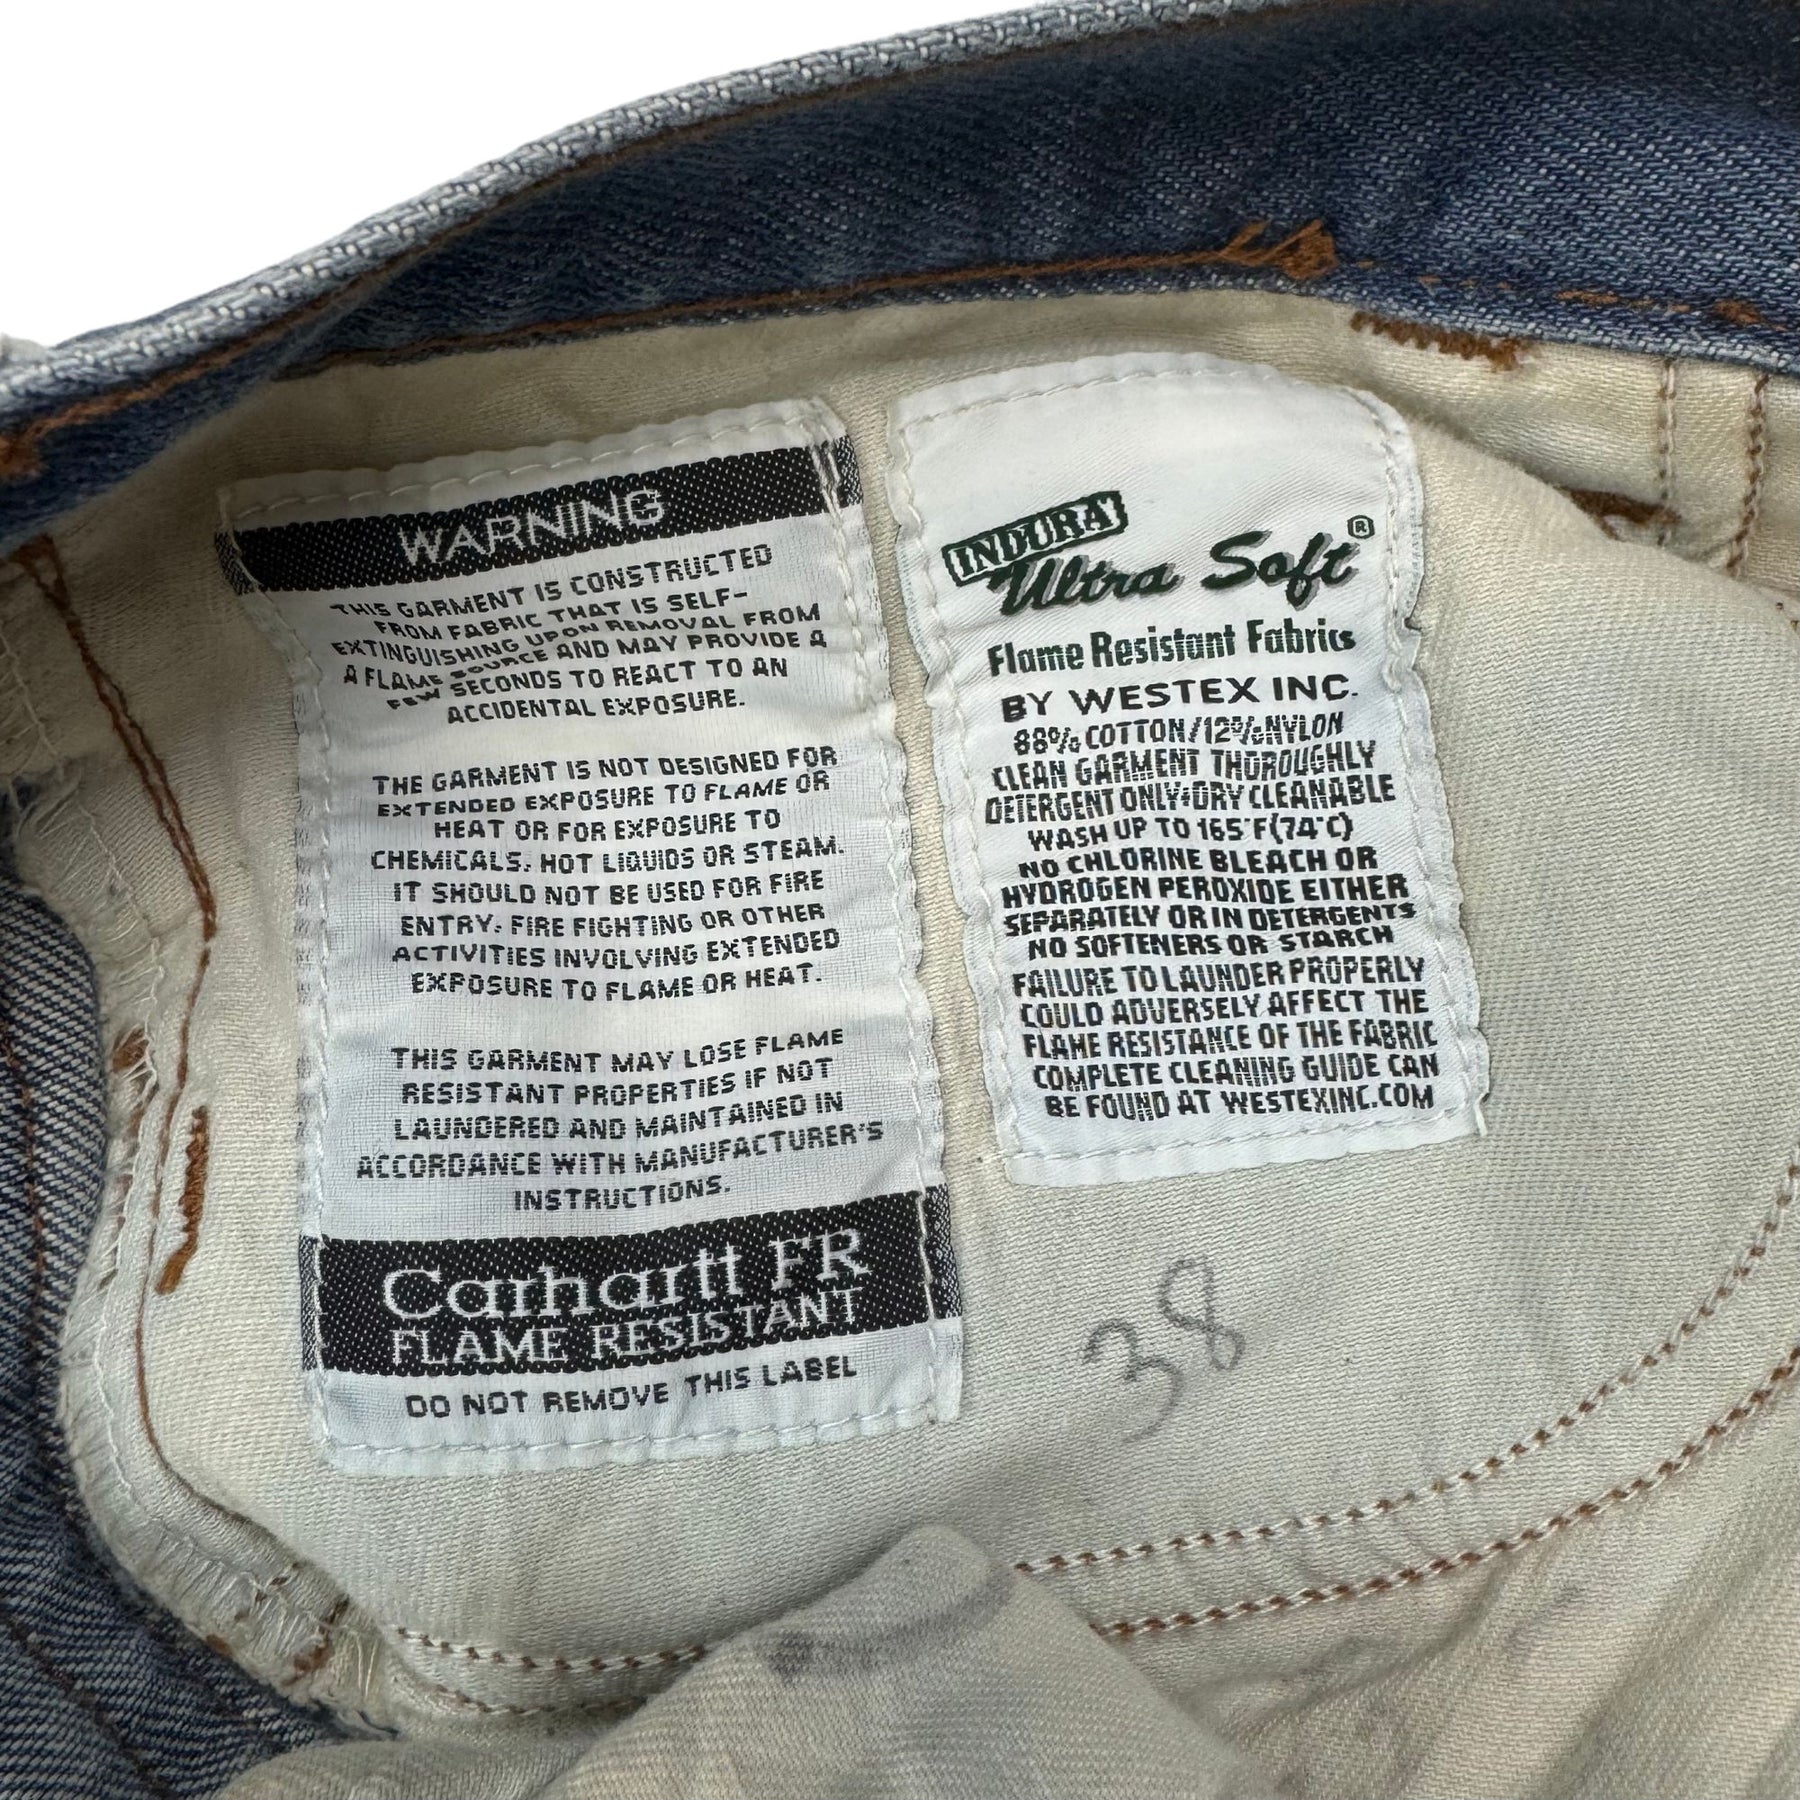 WARNING
THIS GARMENT IS CONSTRUCTED
FROM FABRIC THAT IS SELF-
EXTINGUISHING UPON REMOVAL FROM
A FLAME SOURCE AND MAY PROVIDE A
FEW SECONDS TO REACT TO AN
ACCIDENTAL EXPOSURE.
THE GARMENT IS NOT DESIGNED FOR
EXTENDED EXPOSURE TO FLAME OR
HEAT OR FOR EXPOSURE TO
CHEMICALS, HOT LIQUIDS OR STEAM.
IT SHOULD NOT BE USED FOR FIRE
ENTRY, FIRE FIGHTING OR OTHER
ACTIVITIES INVOLVING EXTENDED
EXPOSURE TO FLAME OR HEAT.
THIS GARMENT MAY LOSE FLAME
RESISTANT PROPERTIES IF NOT
LAUNDERED AND MAINTAINED IN
ACCORDANCE WITH MANUFACTURER'S
INSTRUCTIONS.
Carhartt FR
FLAME RESISTANT
DO NOT REMOVE THIS LABEL
INDURA
Ultra Soft®
Flame Resistant Fabrics
BY WESTEX INC.
88% COTTON/12% NYLON
CLEAN GARMENT THOROUGHLY
DETERGENT ONLY•DRY CLEANABLE
WASH UP TO 165°F(74°C)
NO CHLORINE BLEACH OR
HYDROGEN PEROXIDE EITHER
SEPARATELY OR IN DETERGENTS
NO SOFTENERS OR STARCH
FAILURE TO LAUNDER PROPERLY
COULD ADVERSELY AFFECT THE
FLAME RESISTANCE OF THE FABRIC
COMPLETE CLEANING GUIDE CAN
BE FOUND AT WESTEXINC.COM
38